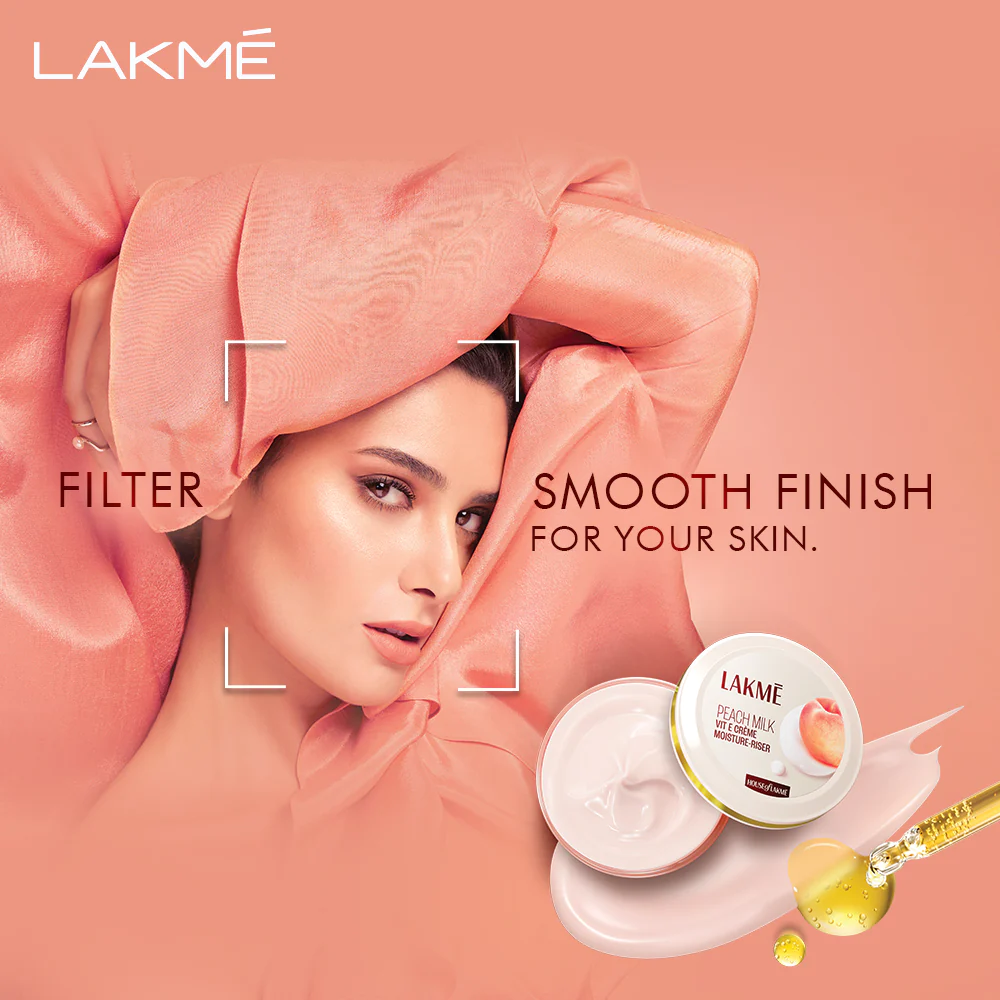 LAKMÉ
FILTER
SMOOTH FINISH
FOR YOUR SKIN.
LAKMÉ
PEACH MILK
VIT E CRÈME
MOISTURE-RISER
HOUSE of LAKMÉ